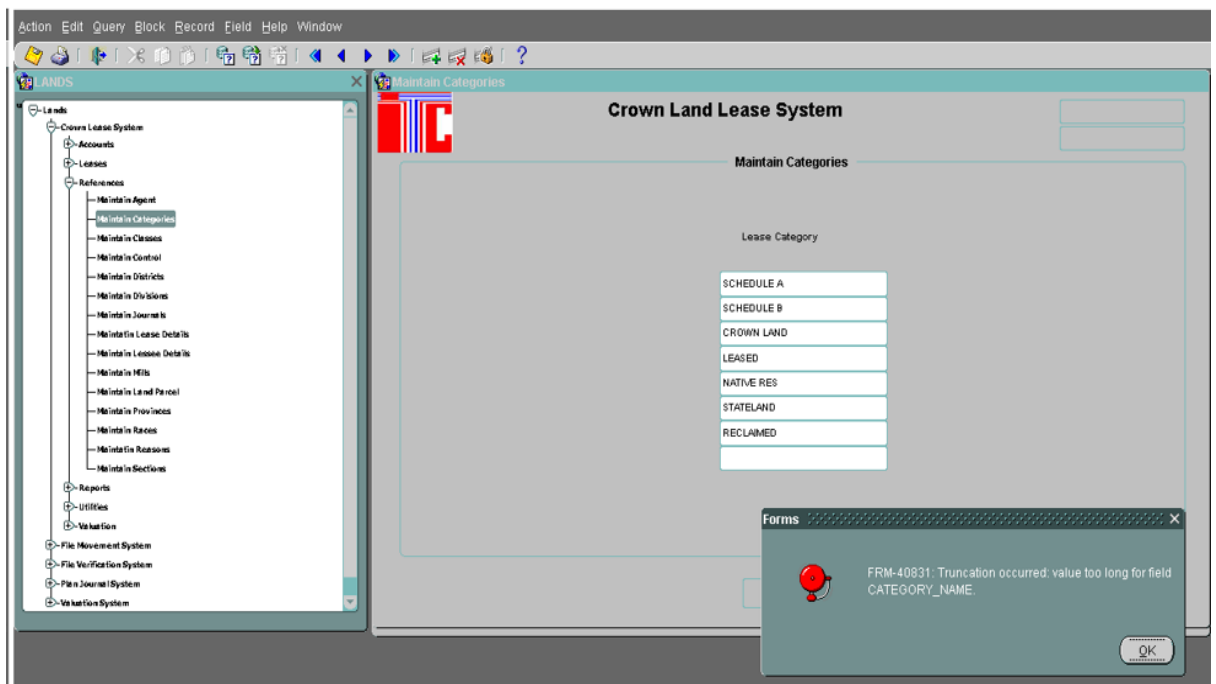 Action Edit Query Block Record Field Help Window
LANDS
Lands
Crown Lease System
Accounts
Leases
References
Maintain Agent
Maintain Categories
Maintain Classes
Maintain Control
Maintain Districts
Maintain Divisions
Maintain Journals
Maintatin Lease Details
Maintain Lessee Details
Maintain Mills
Maintain Land Parcel
Maintain Provinces
Maintain Races
Maintatin Reasons
Maintain Sections
Reports
Utilities
Valuation
File Movement System
File Verification System
Plan Journal System
Valuation System
Maintain Categories
ITC
Crown Land Lease System
Maintain Categories
Lease Category
SCHEDULE A
SCHEDULE B
CROWN LAND
LEASED
NATIVE RES
STATELAND
RECLAIMED
Forms
FRM-40831: Truncation occurred: value too long for field
CATEGORY_NAME.
OK